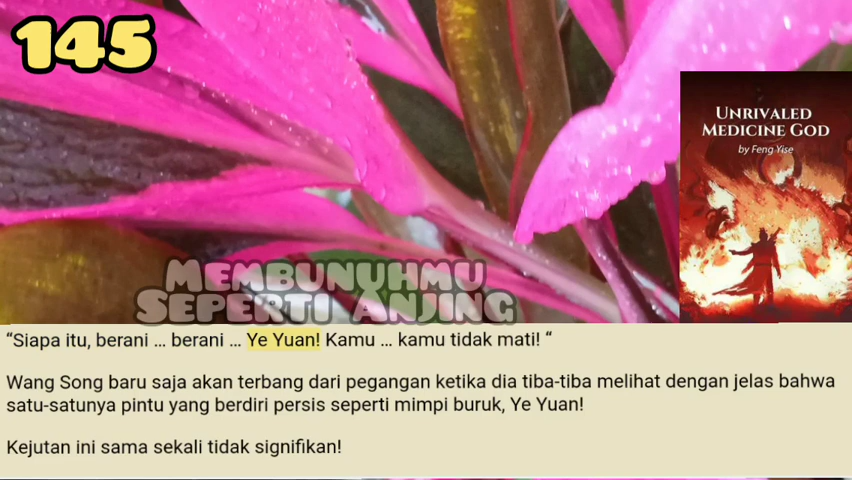 145
UNRIVALED
MEDICINE GOD
by Feng Yise
MEMBUNUHMU
SEPERTI ANJING
“Siapa itu, berani ... berani ... Ye Yuan! Kamu ... kamu tidak mati! “
Wang Song baru saja akan terbang dari pegangan ketika dia tiba-tiba melihat dengan jelas bahwa
satu-satunya pintu yang berdiri persis seperti mimpi buruk, Ye Yuan!
Kejutan ini sama sekali tidak signifikan!